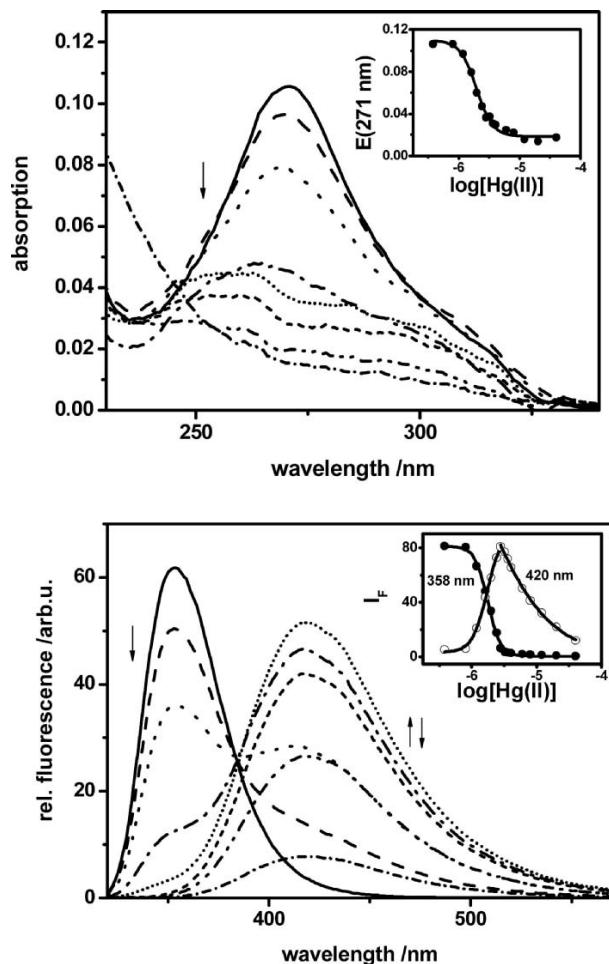 0.12
0.10
0.08
0.06
0.04
0.02
0.00
absorption
250
300
wavelength /nm
0.12
0.08
0.04
0.00
E(271 nm)
-6
-5
-4
log[Hg(II)]
60
40
20
0
rel. fluorescence /arb.u.
400
500
wavelength /nm
80
40
0
I_F
358 nm
420 nm
-6
-5
-4
log[Hg(II)]